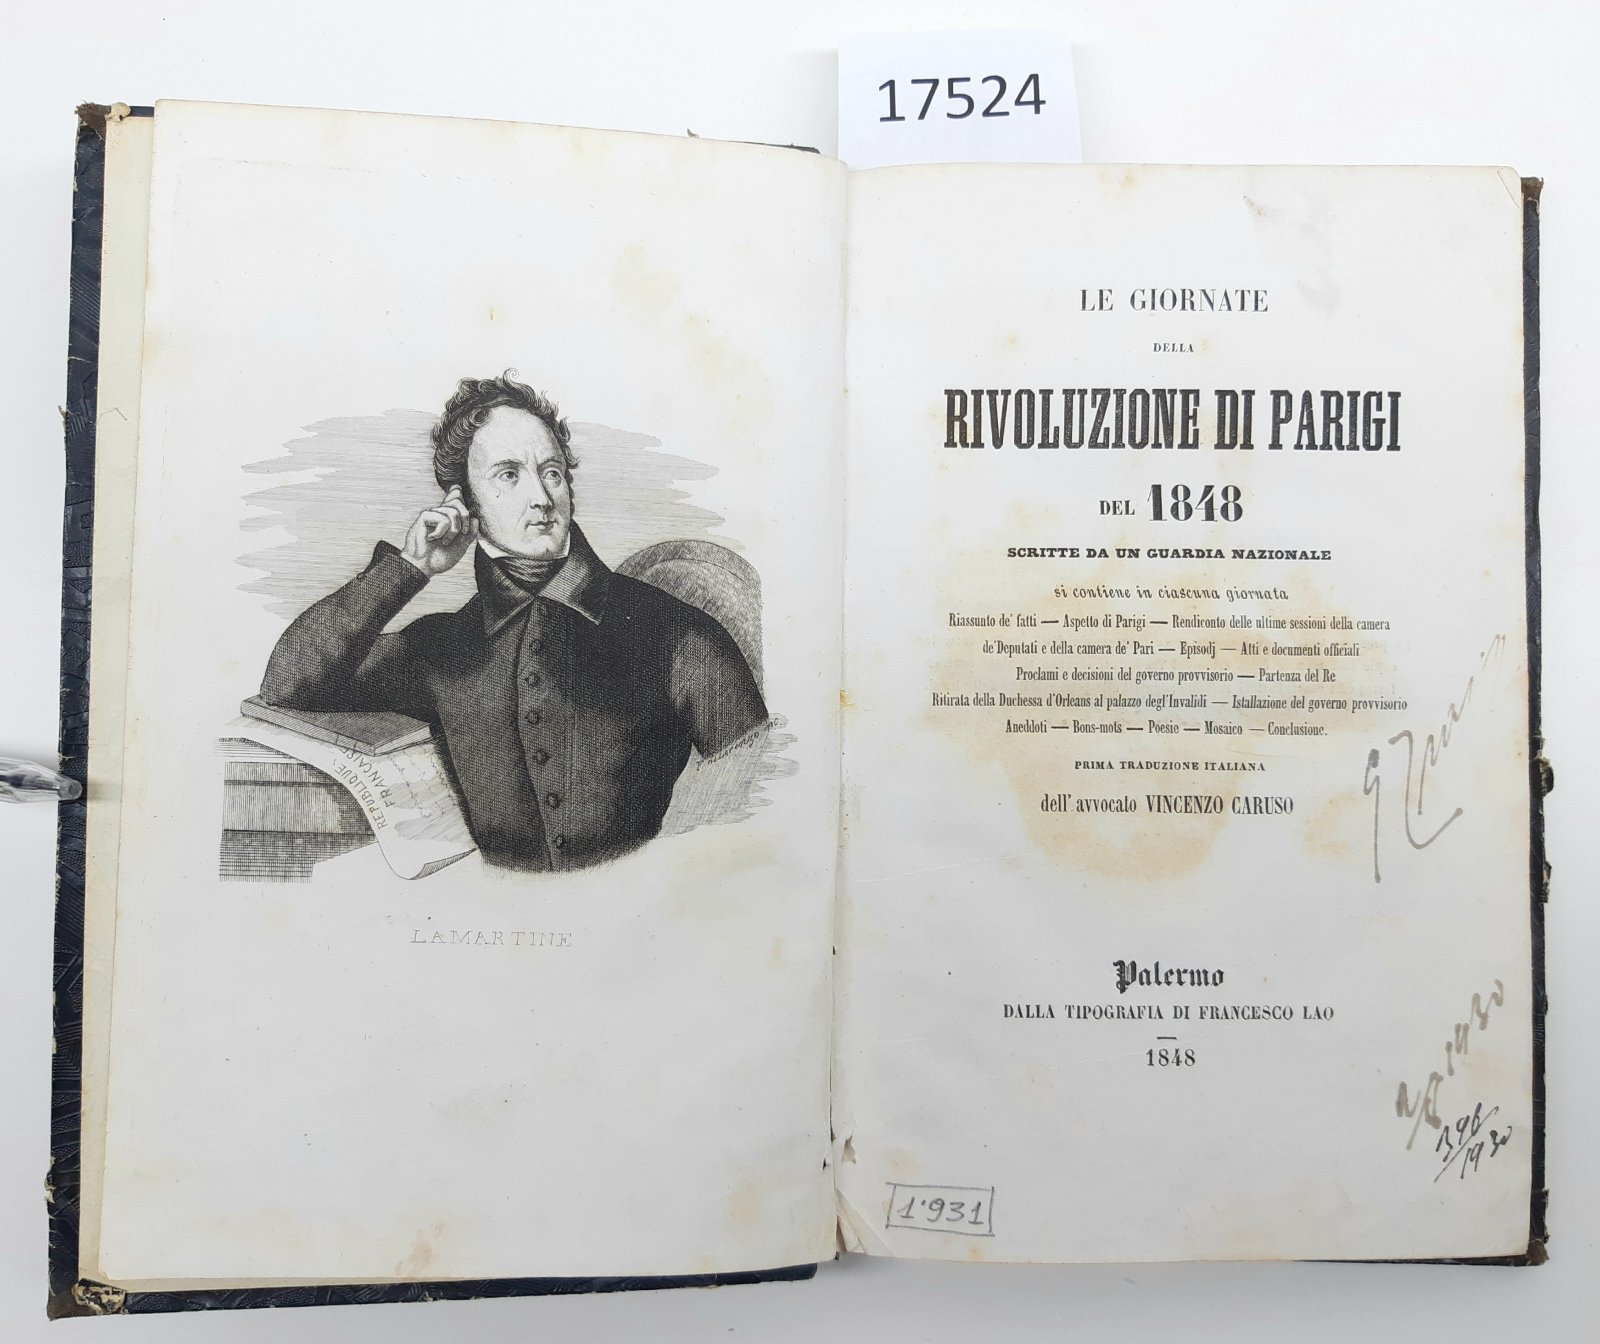 17524
RÉPUBLIQUE
FRANÇAISE
LAMARTINE
LE GIORNATE
DELLA
RIVOLUZIONE DI PARIGI
DEL 1848
SCRITTE DA UN GUARDIA NAZIONALE
si contiene in ciascuna giornata
Riassunto de' fatti — Aspetto di Parigi — Rendiconto delle ultime sessioni della camera
de' Deputati e della camera de' Pari — Episodj — Atti e documenti officiali
Proclami e decisioni del governo provvisorio — Partenza del Re
Ritirata della Duchessa d'Orleans al palazzo degl'Invalidi — Istallazione del governo provvisorio
Aneddoti — Bons-mots — Poesie — Mosaico — Conclusione.
PRIMA TRADUZIONE ITALIANA
dell' avvocato VINCENZO CARUSO
Palermo
DALLA TIPOGRAFIA DI FRANCESCO LAO
1848
1930
396
1930
1·931